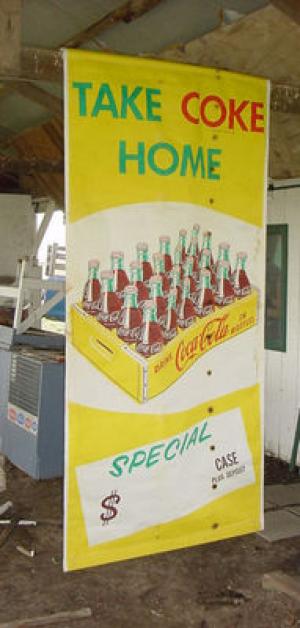 TAKE COKE
HOME
DRINK Coca-Cola IN BOTTLES
SPECIAL
$
CASE
PLUS DEPOSIT